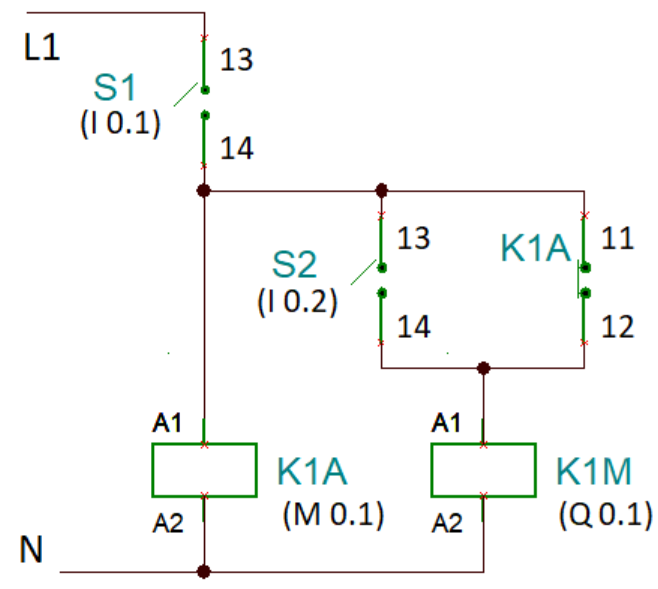 L1
13
S1
(I 0.1)
14
13
K1A
11
S2
(I 0.2)
14
12
A1
A1
K1A
K1M
(M 0.1)
(Q 0.1)
A2
A2
N